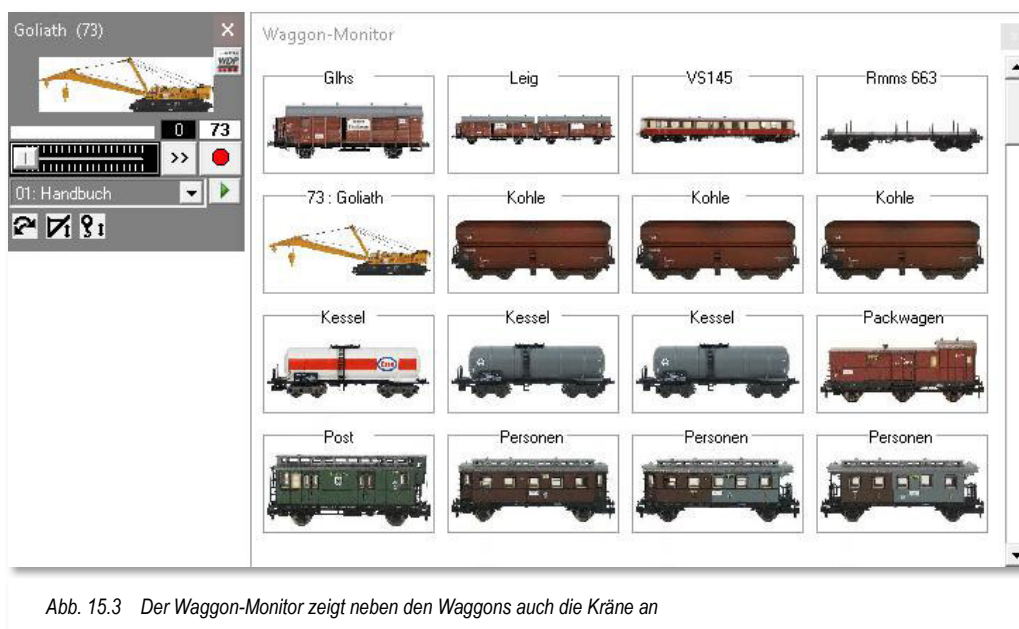 Goliath (73)
WDP
0 73
>>
01: Handbuch
Waggon-Monitor
Glhs Leig VS145 Rmms 663
73 : Goliath Kohle Kohle Kohle
Kessel Kessel Kessel Packwagen
Esso
Post Personen Personen Personen
Abb. 15.3 Der Waggon-Monitor zeigt neben den Waggons auch die Kräne an